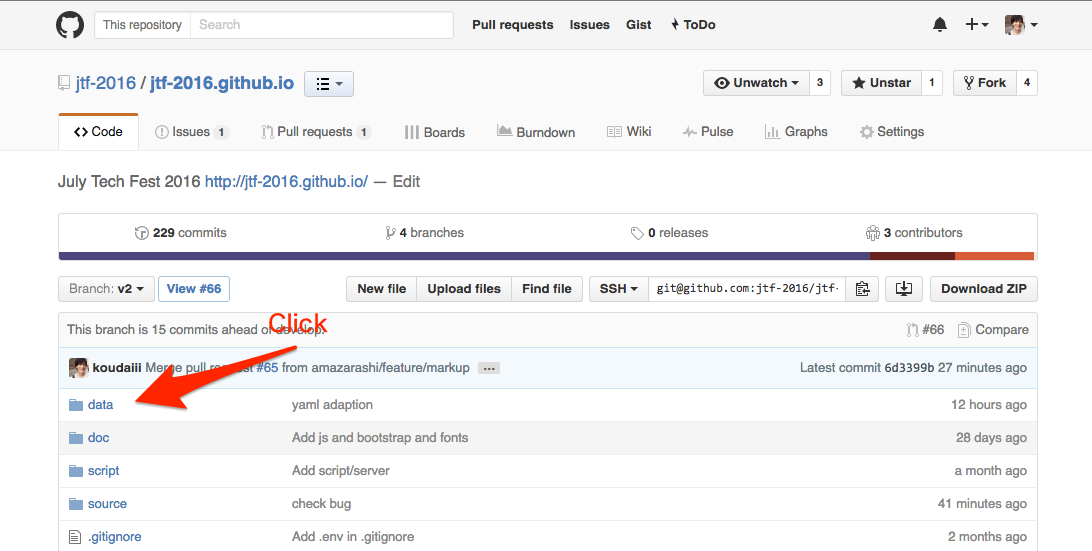 This repository Search Pull requests Issues Gist ToDo
jtf-2016 / jtf-2016.github.io Unwatch 3 Unstar 1 Fork 4
Code Issues 1 Pull requests 1 Boards Burndown Wiki Pulse Graphs Settings
July Tech Fest 2016 http://jtf-2016.github.io/ — Edit
229 commits 4 branches 0 releases 3 contributors
Branch: v2 View #66 New file Upload files Find file SSH git@github.com:jtf-2016/jtf- Download ZIP
Click
This branch is 15 commits ahead of develop. #66 Compare
koudaiii Merge pull request #65 from amazarashi/feature/markup ... Latest commit 6d3399b 27 minutes ago
data yaml adaption 12 hours ago
doc Add js and bootstrap and fonts 28 days ago
script Add script/server a month ago
source check bug 41 minutes ago
.gitignore Add .env in .gitignore 2 months ago